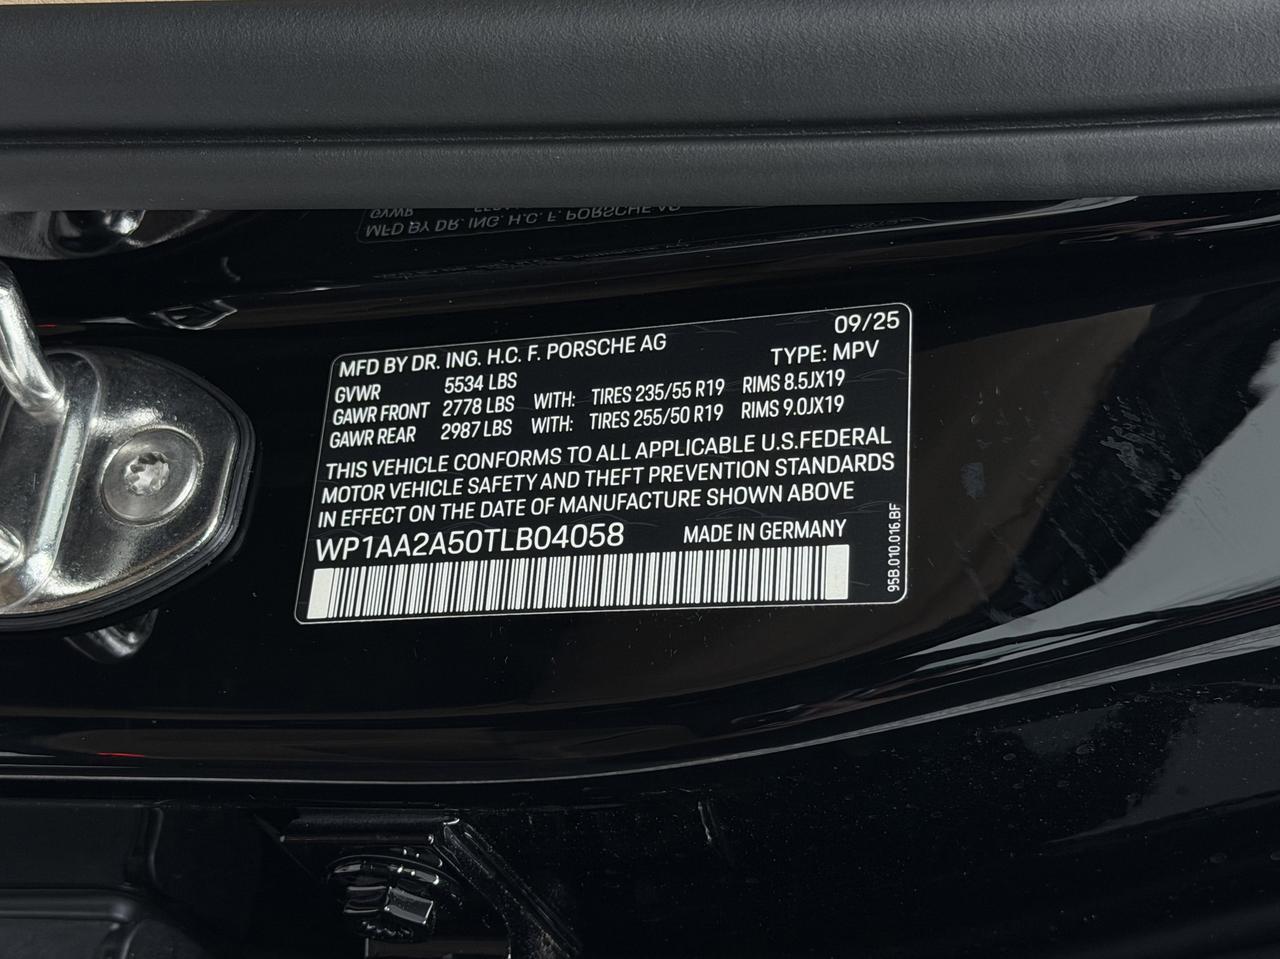 MFD BY DR. ING. H.C. F. PORSCHE AG 09/25
TYPE: MPV
GVWR 5534 LBS
GAWR FRONT 2778 LBS WITH: TIRES 235/55 R19 RIMS 8.5JX19
GAWR REAR 2987 LBS WITH: TIRES 255/50 R19 RIMS 9.0JX19
THIS VEHICLE CONFORMS TO ALL APPLICABLE U.S.FEDERAL
MOTOR VEHICLE SAFETY AND THEFT PREVENTION STANDARDS
IN EFFECT ON THE DATE OF MANUFACTURE SHOWN ABOVE
WP1AA2A50TLB04058 MADE IN GERMANY
95B.010.016.BF